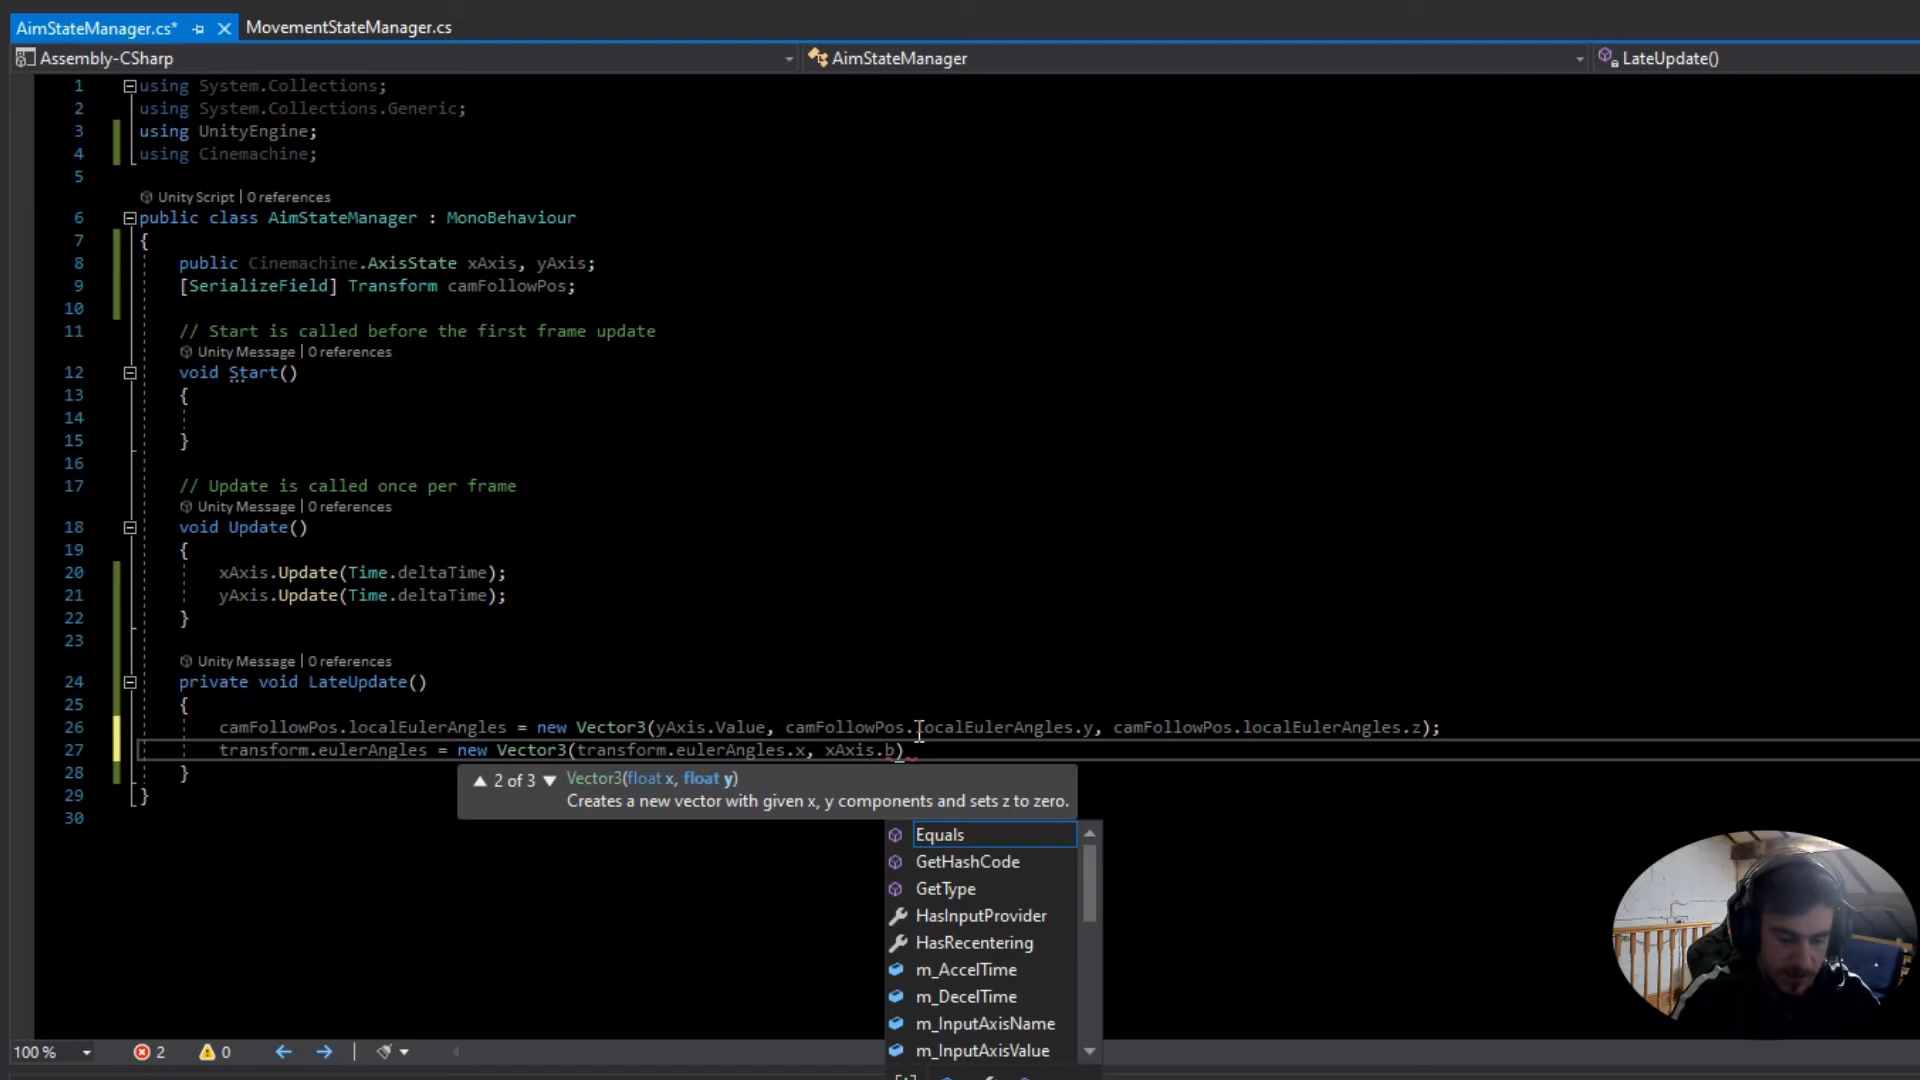 AimStateManager.cs*
MovementStateManager.cs
Assembly-CSharp
AimStateManager
LateUpdate()
1 using System.Collections;
2 using System.Collections.Generic;
3 using UnityEngine;
4 using Cinemachine;
5
Unity Script | 0 references
6 public class AimStateManager : MonoBehaviour
7 {
8 public Cinemachine.AxisState xAxis, yAxis;
9 [SerializeField] Transform camFollowPos;
10
11 // Start is called before the first frame update
Unity Message | 0 references
12 void Start()
13 {
14
15 }
16
17 // Update is called once per frame
Unity Message | 0 references
18 void Update()
19 {
20 xAxis.Update(Time.deltaTime);
21 yAxis.Update(Time.deltaTime);
22 }
23
Unity Message | 0 references
24 private void LateUpdate()
25 {
26 camFollowPos.localEulerAngles = new Vector3(yAxis.Value, camFollowPos.localEulerAngles.y, camFollowPos.localEulerAngles.z);
27 transform.eulerAngles = new Vector3(transform.eulerAngles.x, xAxis.b)
28 }
29 }
30
▲ 2 of 3 ▼ Vector3(float x, float y)
Creates a new vector with given x, y components and sets z to zero.
Equals
GetHashCode
GetType
HasInputProvider
HasRecentering
m_AccelTime
m_DecelTime
m_InputAxisName
m_InputAxisValue
100 %
2
0